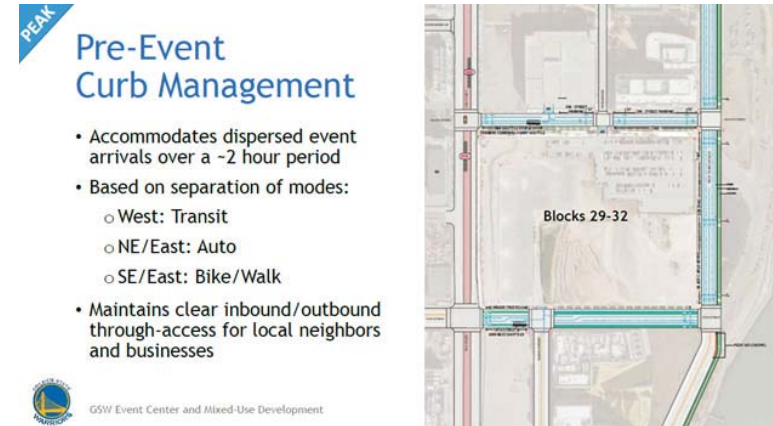 PEAK
Pre-Event
Curb Management
• Accommodates dispersed event
arrivals over a ~2 hour period
• Based on separation of modes:
o West: Transit
o NE/East: Auto
o SE/East: Bike/Walk
• Maintains clear inbound/outbound
through-access for local neighbors
and businesses
WARRIORS
GSW Event Center and Mixed-Use Development
Blocks 29-32